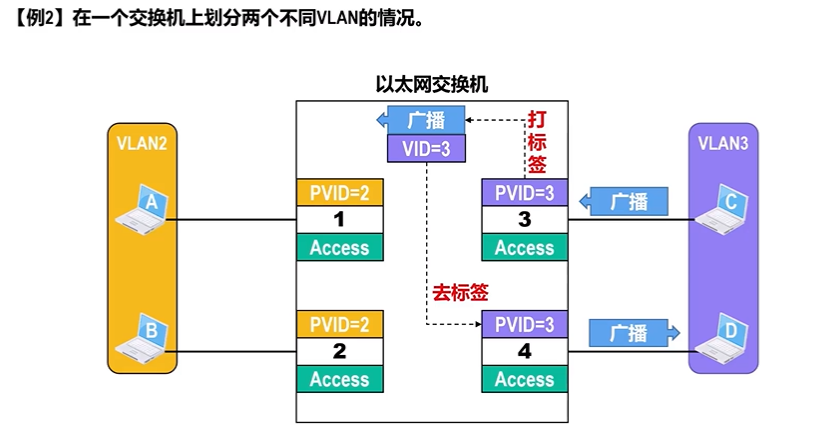 【例2】在一个交换机上划分两个不同VLAN的情况。
以太网交换机
VLAN2
A
B
广播
VID=3
打
标
签
PVID=2
1
Access
PVID=3
3
Access
去标签
PVID=2
2
Access
PVID=3
4
Access
广播
广播
VLAN3
C
D